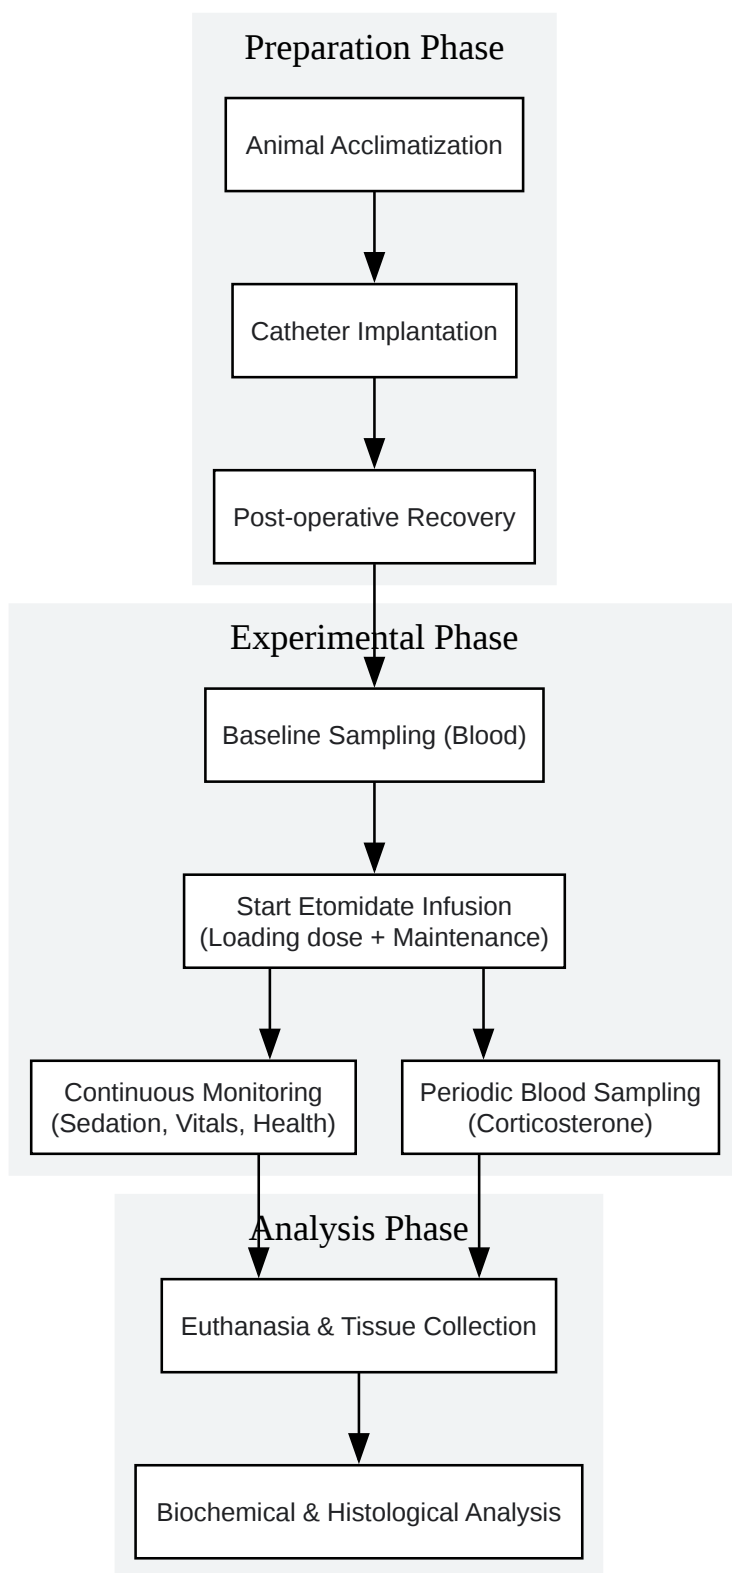 Preparation Phase
Animal Acclimatization
Catheter Implantation
Post-operative Recovery
Experimental Phase
Baseline Sampling (Blood)
Start Etomidate Infusion
(Loading dose + Maintenance)
Continuous Monitoring
(Sedation, Vitals, Health)
Periodic Blood Sampling
(Corticosterone)
Analysis Phase
Euthanasia & Tissue Collection
Biochemical & Histological Analysis